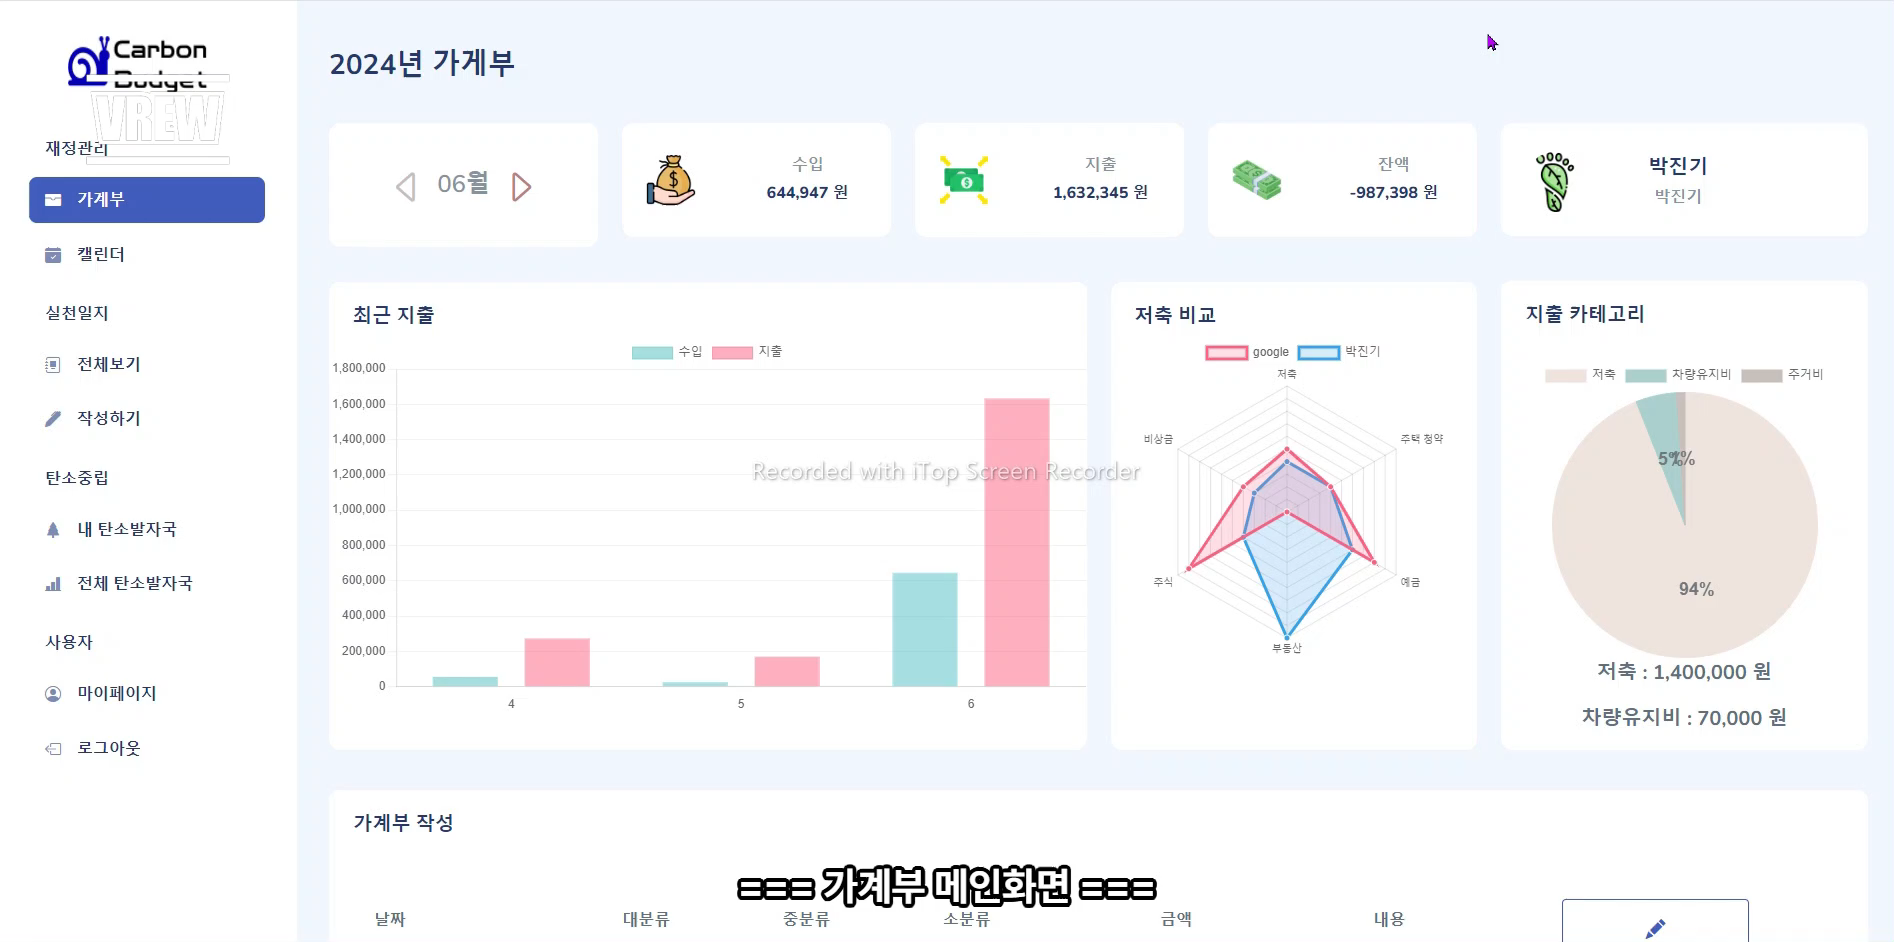 Carbon
Budget
VREW
재정관리
가게부
캘린더
실천일지
전체보기
작성하기
탄소중립
내 탄소발자국
전체 탄소발자국
사용자
마이페이지
로그아웃
2024년 가게부
06월
수입
644,947 원
지출
1,632,345 원
잔액
-987,398 원
박진기
박진기
최근 지출
수입 지출
1,800,000
1,600,000
1,400,000
1,200,000
1,000,000
800,000
600,000
400,000
200,000
0
4 5 6
Recorded with iTop Screen Recorder
저축 비교
google 박진기
저축
비상금 주택 청약
주식 예금
부동산
지출 카테고리
저축 차량유지비 주거비
5%
94%
저축 : 1,400,000 원
차량유지비 : 70,000 원
가계부 작성
=== 가계부 메인화면 ===
날짜 대분류 중분류 소분류 금액 내용